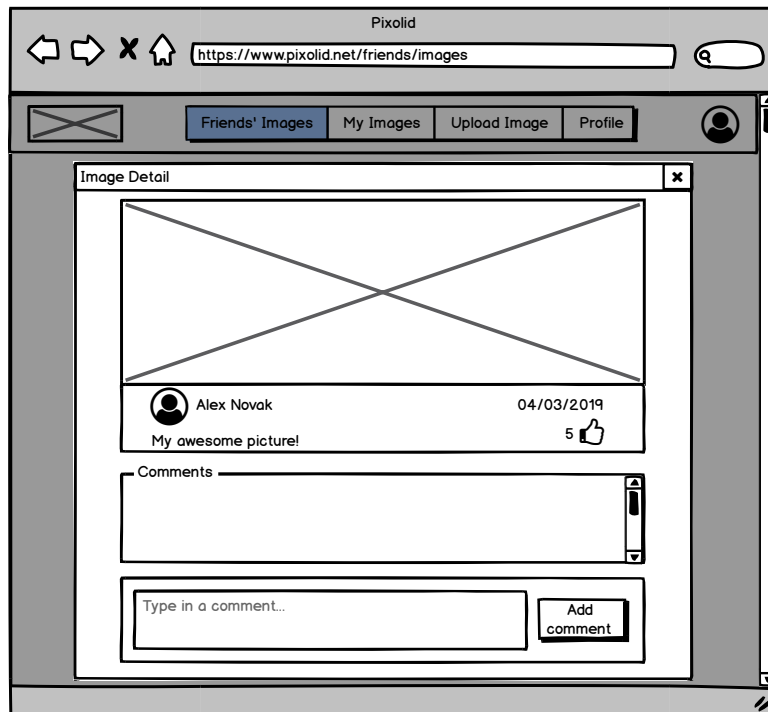 Pixolid
https://www.pixolid.net/friends/images
Friends' Images My Images Upload Image Profile
Image Detail
Alex Novak 04/03/2019
My awesome picture! 5
Comments
Type in a comment...
Add
comment